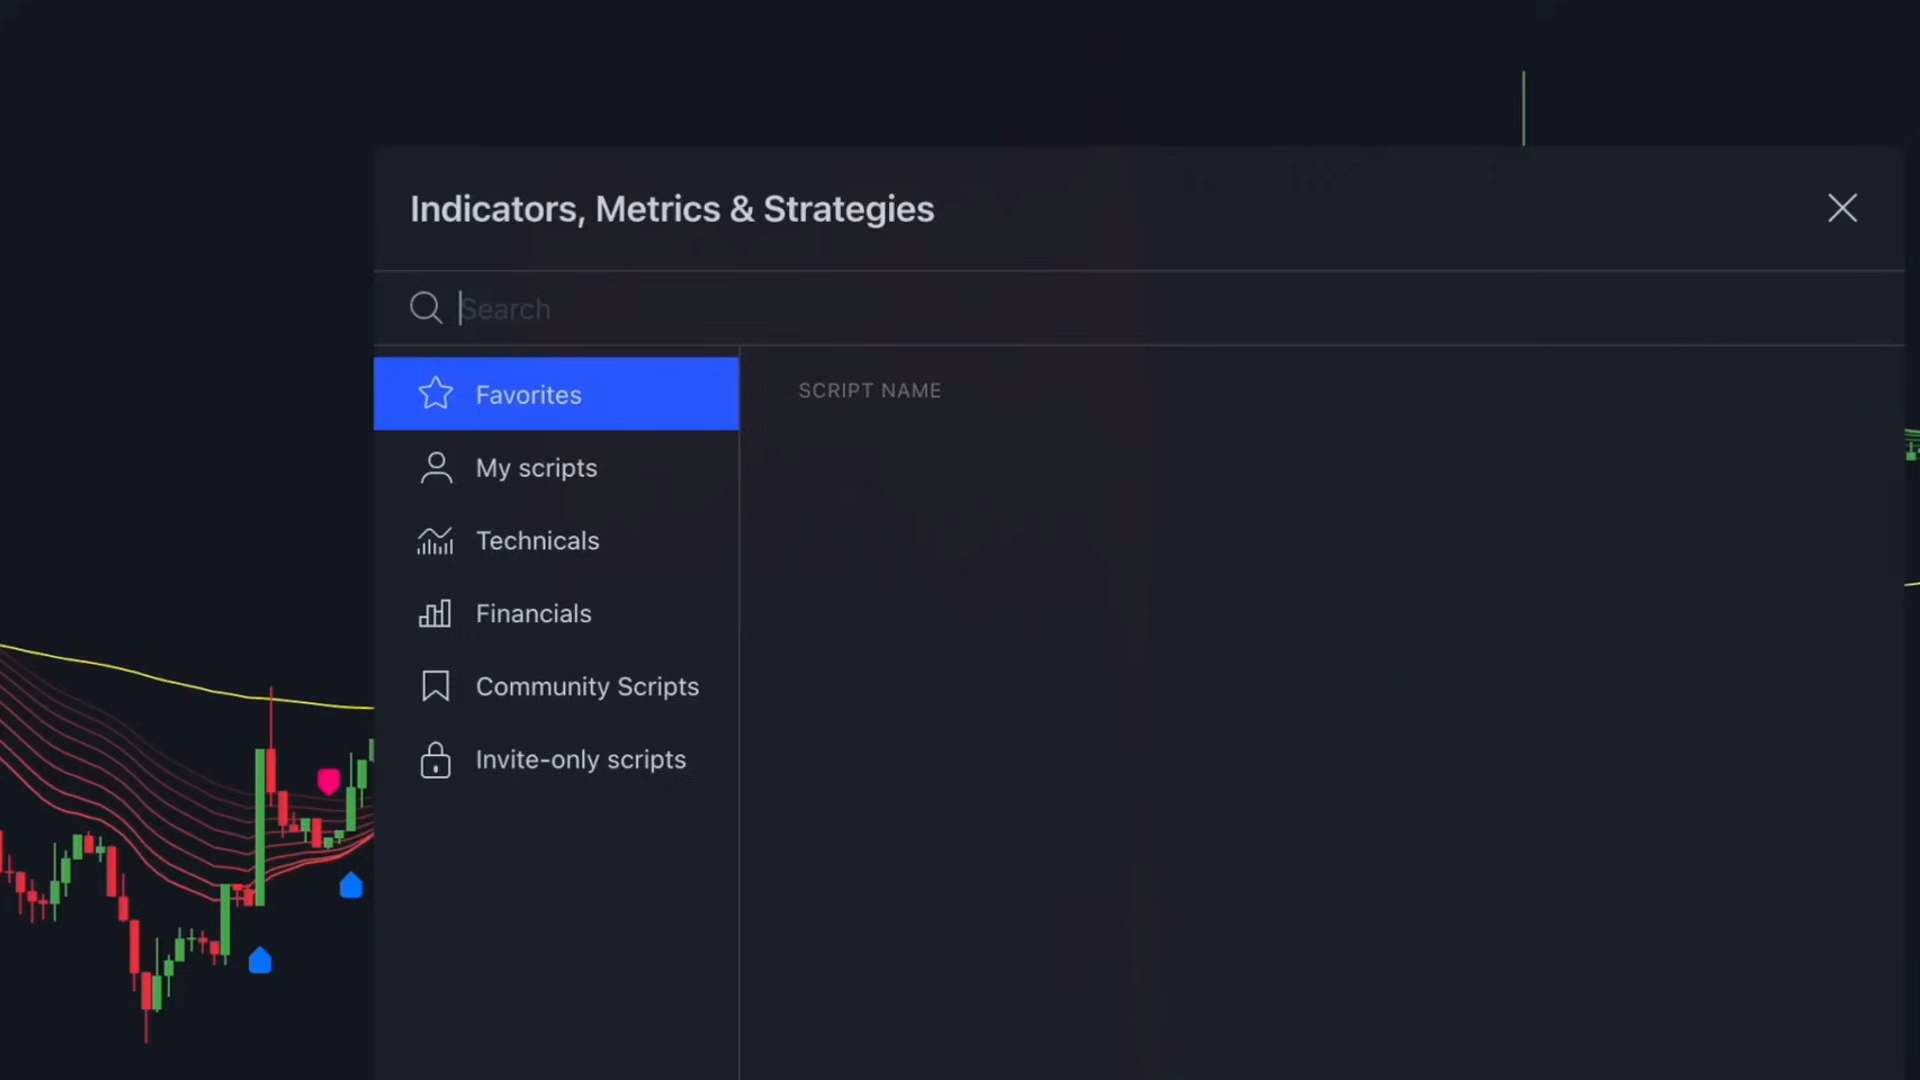 Indicators, Metrics & Strategies
Search
Favorites
SCRIPT NAME
My scripts
Technicals
Financials
Community Scripts
Invite-only scripts